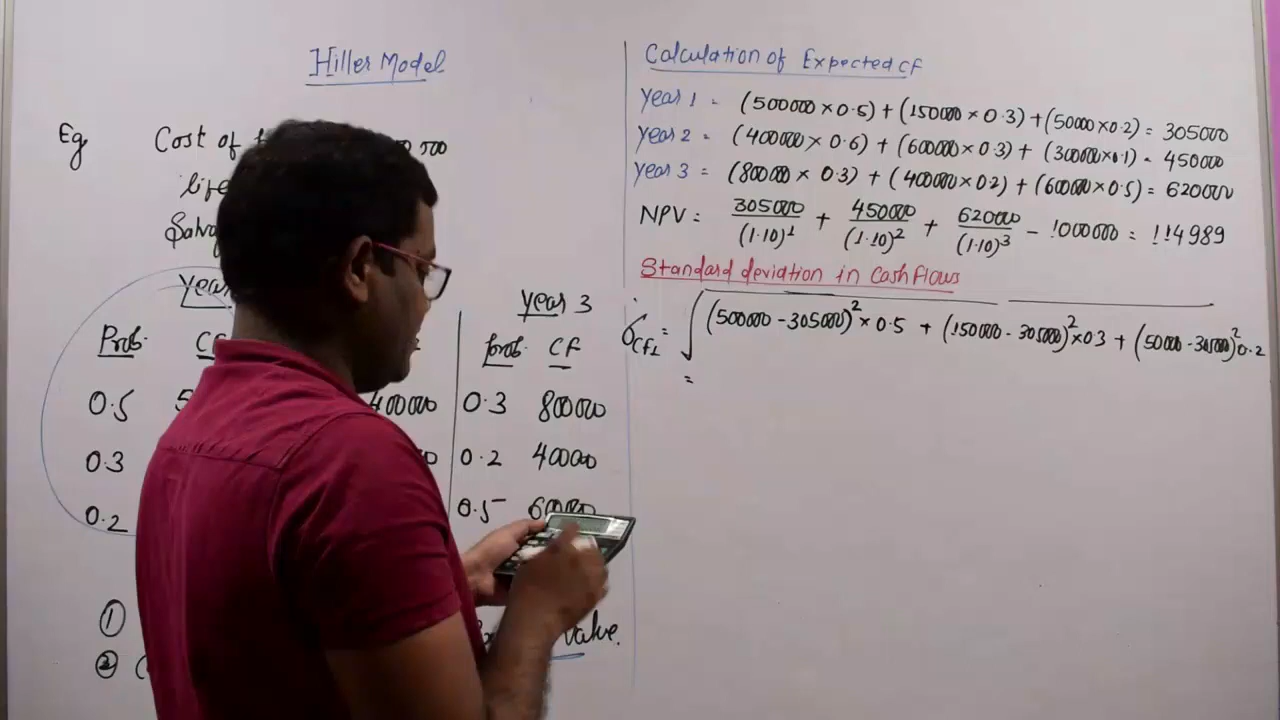 Hiller Model
Eg Cost of
life
Year
Prob. CF
0.5 5 400000
0.3
0.2
Year 3
Prob. CF
0.3 800000
0.2 400000
0.5 60000
①
② ( Value.
Calculation of Expected CF
Year 1 = (500000 × 0.5) + (150000 × 0.3) + (50000 × 0.2) = 305000
Year 2 = (400000 × 0.6) + (600000 × 0.3) + (300000 × 0.1) = 450000
Year 3 = (800000 × 0.3) + (400000 × 0.2) + (600000 × 0.5) = 620000
NPV = 305000/(1.10)¹ + 450000/(1.10)² + 620000/(1.10)³ - 1000000 = 114989
Standard deviation in Cash flows
σCF1 = √(500000 - 305000)² × 0.5 + (150000 - 305000)² × 0.3 + (50000 - 305000)² 0.2
=